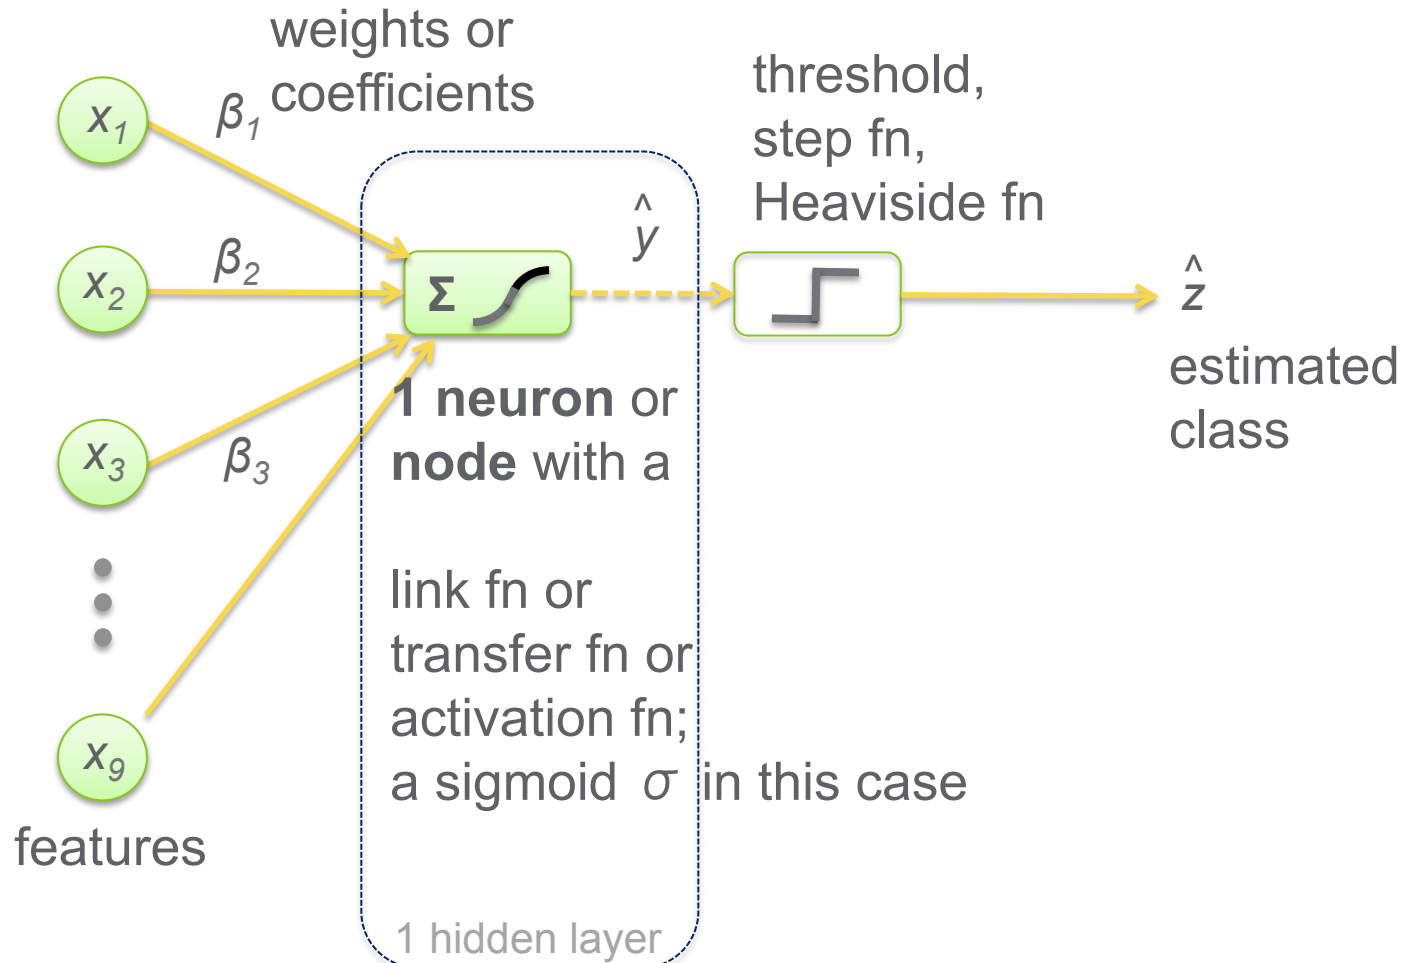 weights or
coefficients
threshold,
step fn,
Heaviside fn
x₁
β₁
x₂
β₂
Σ
ŷ
ẑ
estimated
class
x₃
β₃
1 neuron or
node with a
link fn or
transfer fn or
activation fn;
a sigmoid σ in this case
x₉
features
1 hidden layer